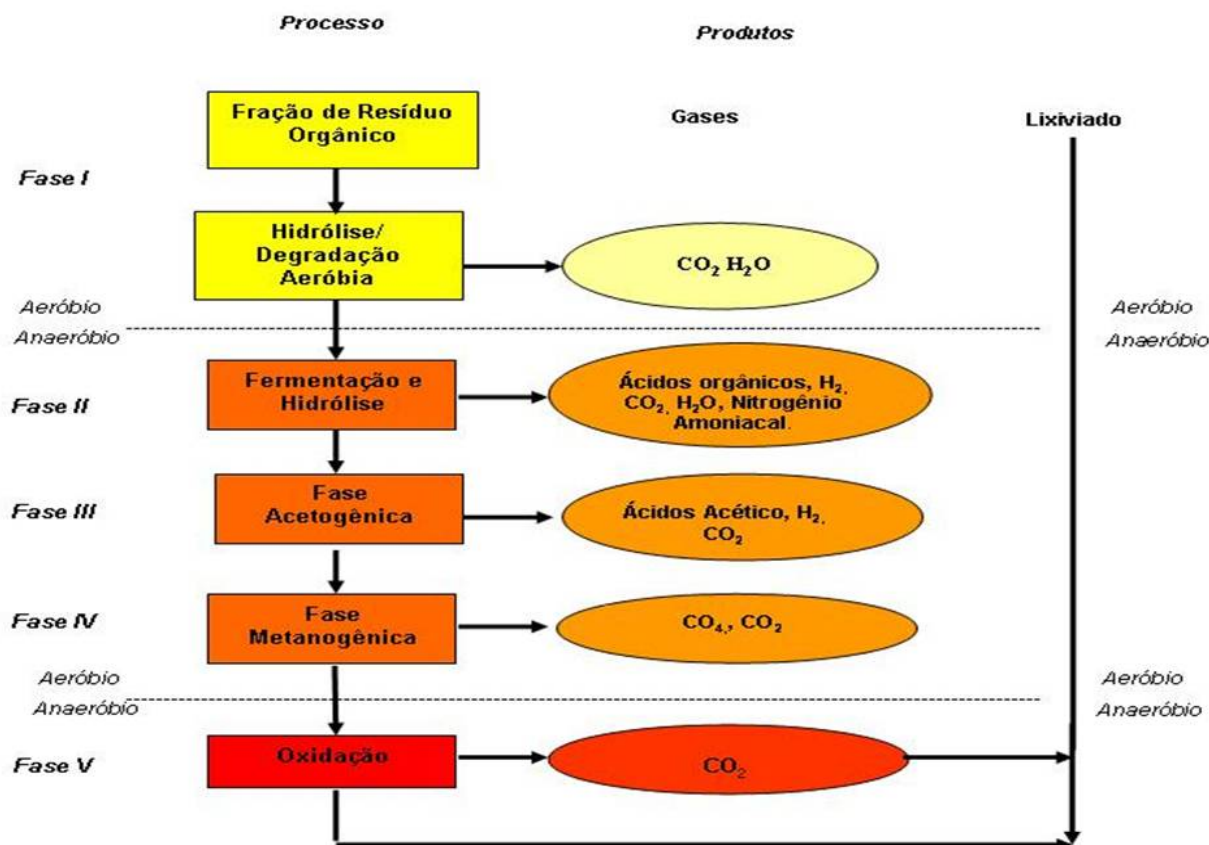 Processo
Produtos
Fração de Resíduo
Orgânico
Gases
Lixiviado
Fase I
Hidrólise/
Degradação
Aeróbia
CO2 H2O
Aeróbio
Anaeróbio
Aeróbio
Anaeróbio
Fase II
Fermentação e
Hidrólise
Ácidos orgânicos, H2,
CO2, H2O, Nitrogênio
Amoniacal.
Fase III
Fase
Acetogênica
Ácidos Acético, H2,
CO2
Fase IV
Fase
Metanogênica
CO4,, CO2
Aeróbio
Anaeróbio
Aeróbio
Anaeróbio
Fase V
Oxidação
CO2